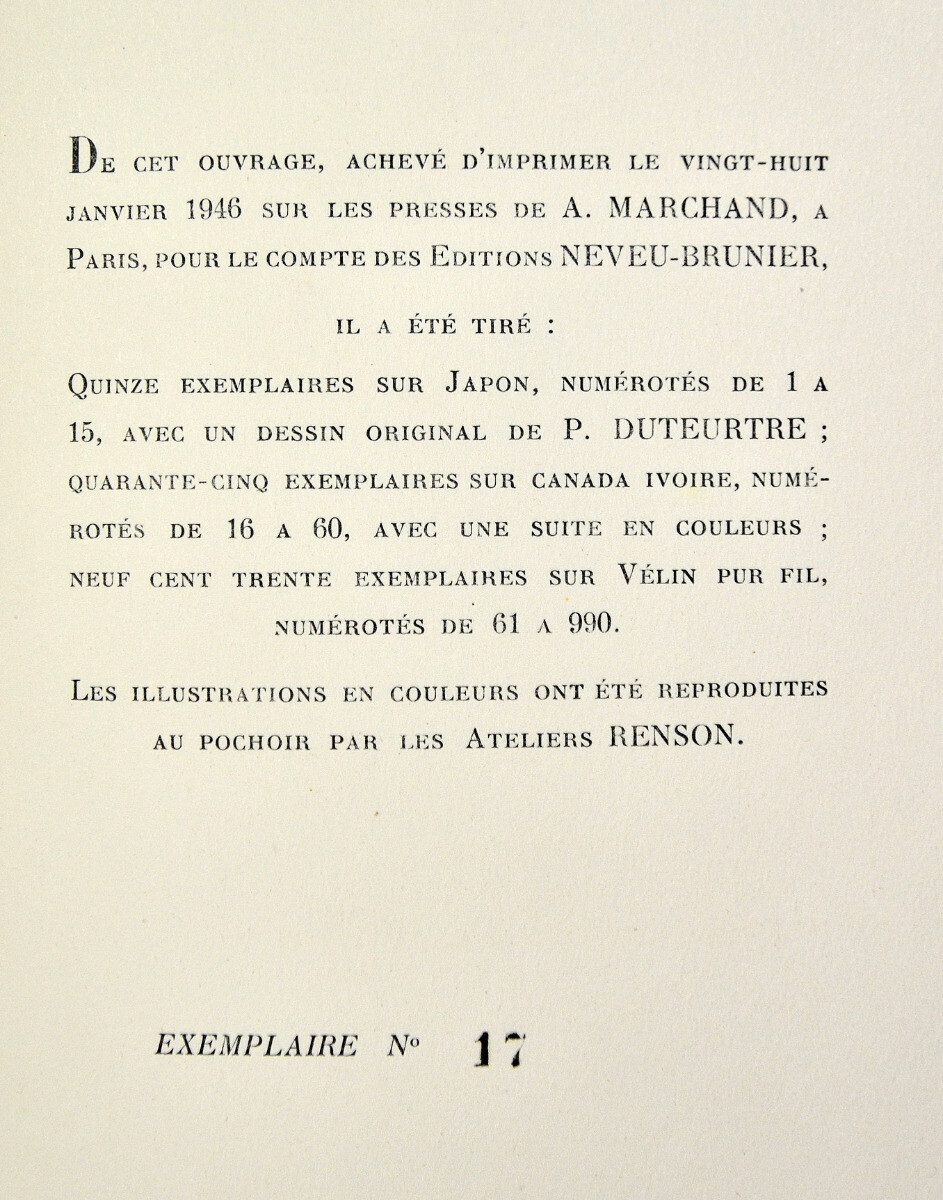 DE CET OUVRAGE, ACHEVÉ D'IMPRIMER LE VINGT-HUIT
JANVIER 1946 SUR LES PRESSES DE A. MARCHAND, A
PARIS, POUR LE COMPTE DES EDITIONS NEVEU-BRUNIER,
IL A ÉTÉ TIRÉ :
QUINZE EXEMPLAIRES SUR JAPON, NUMÉROTÉS DE 1 A
15, AVEC UN DESSIN ORIGINAL DE P. DUTEURTRE ;
QUARANTE-CINQ EXEMPLAIRES SUR CANADA IVOIRE, NUMÉ-
ROTÉS DE 16 A 60, AVEC UNE SUITE EN COULEURS ;
NEUF CENT TRENTE EXEMPLAIRES SUR VÉLIN PUR FIL,
NUMÉROTÉS DE 61 A 990.
LES ILLUSTRATIONS EN COULEURS ONT ÉTÉ REPRODUITES
AU POCHOIR PAR LES ATELIERS RENSON.
EXEMPLAIRE Nº 17